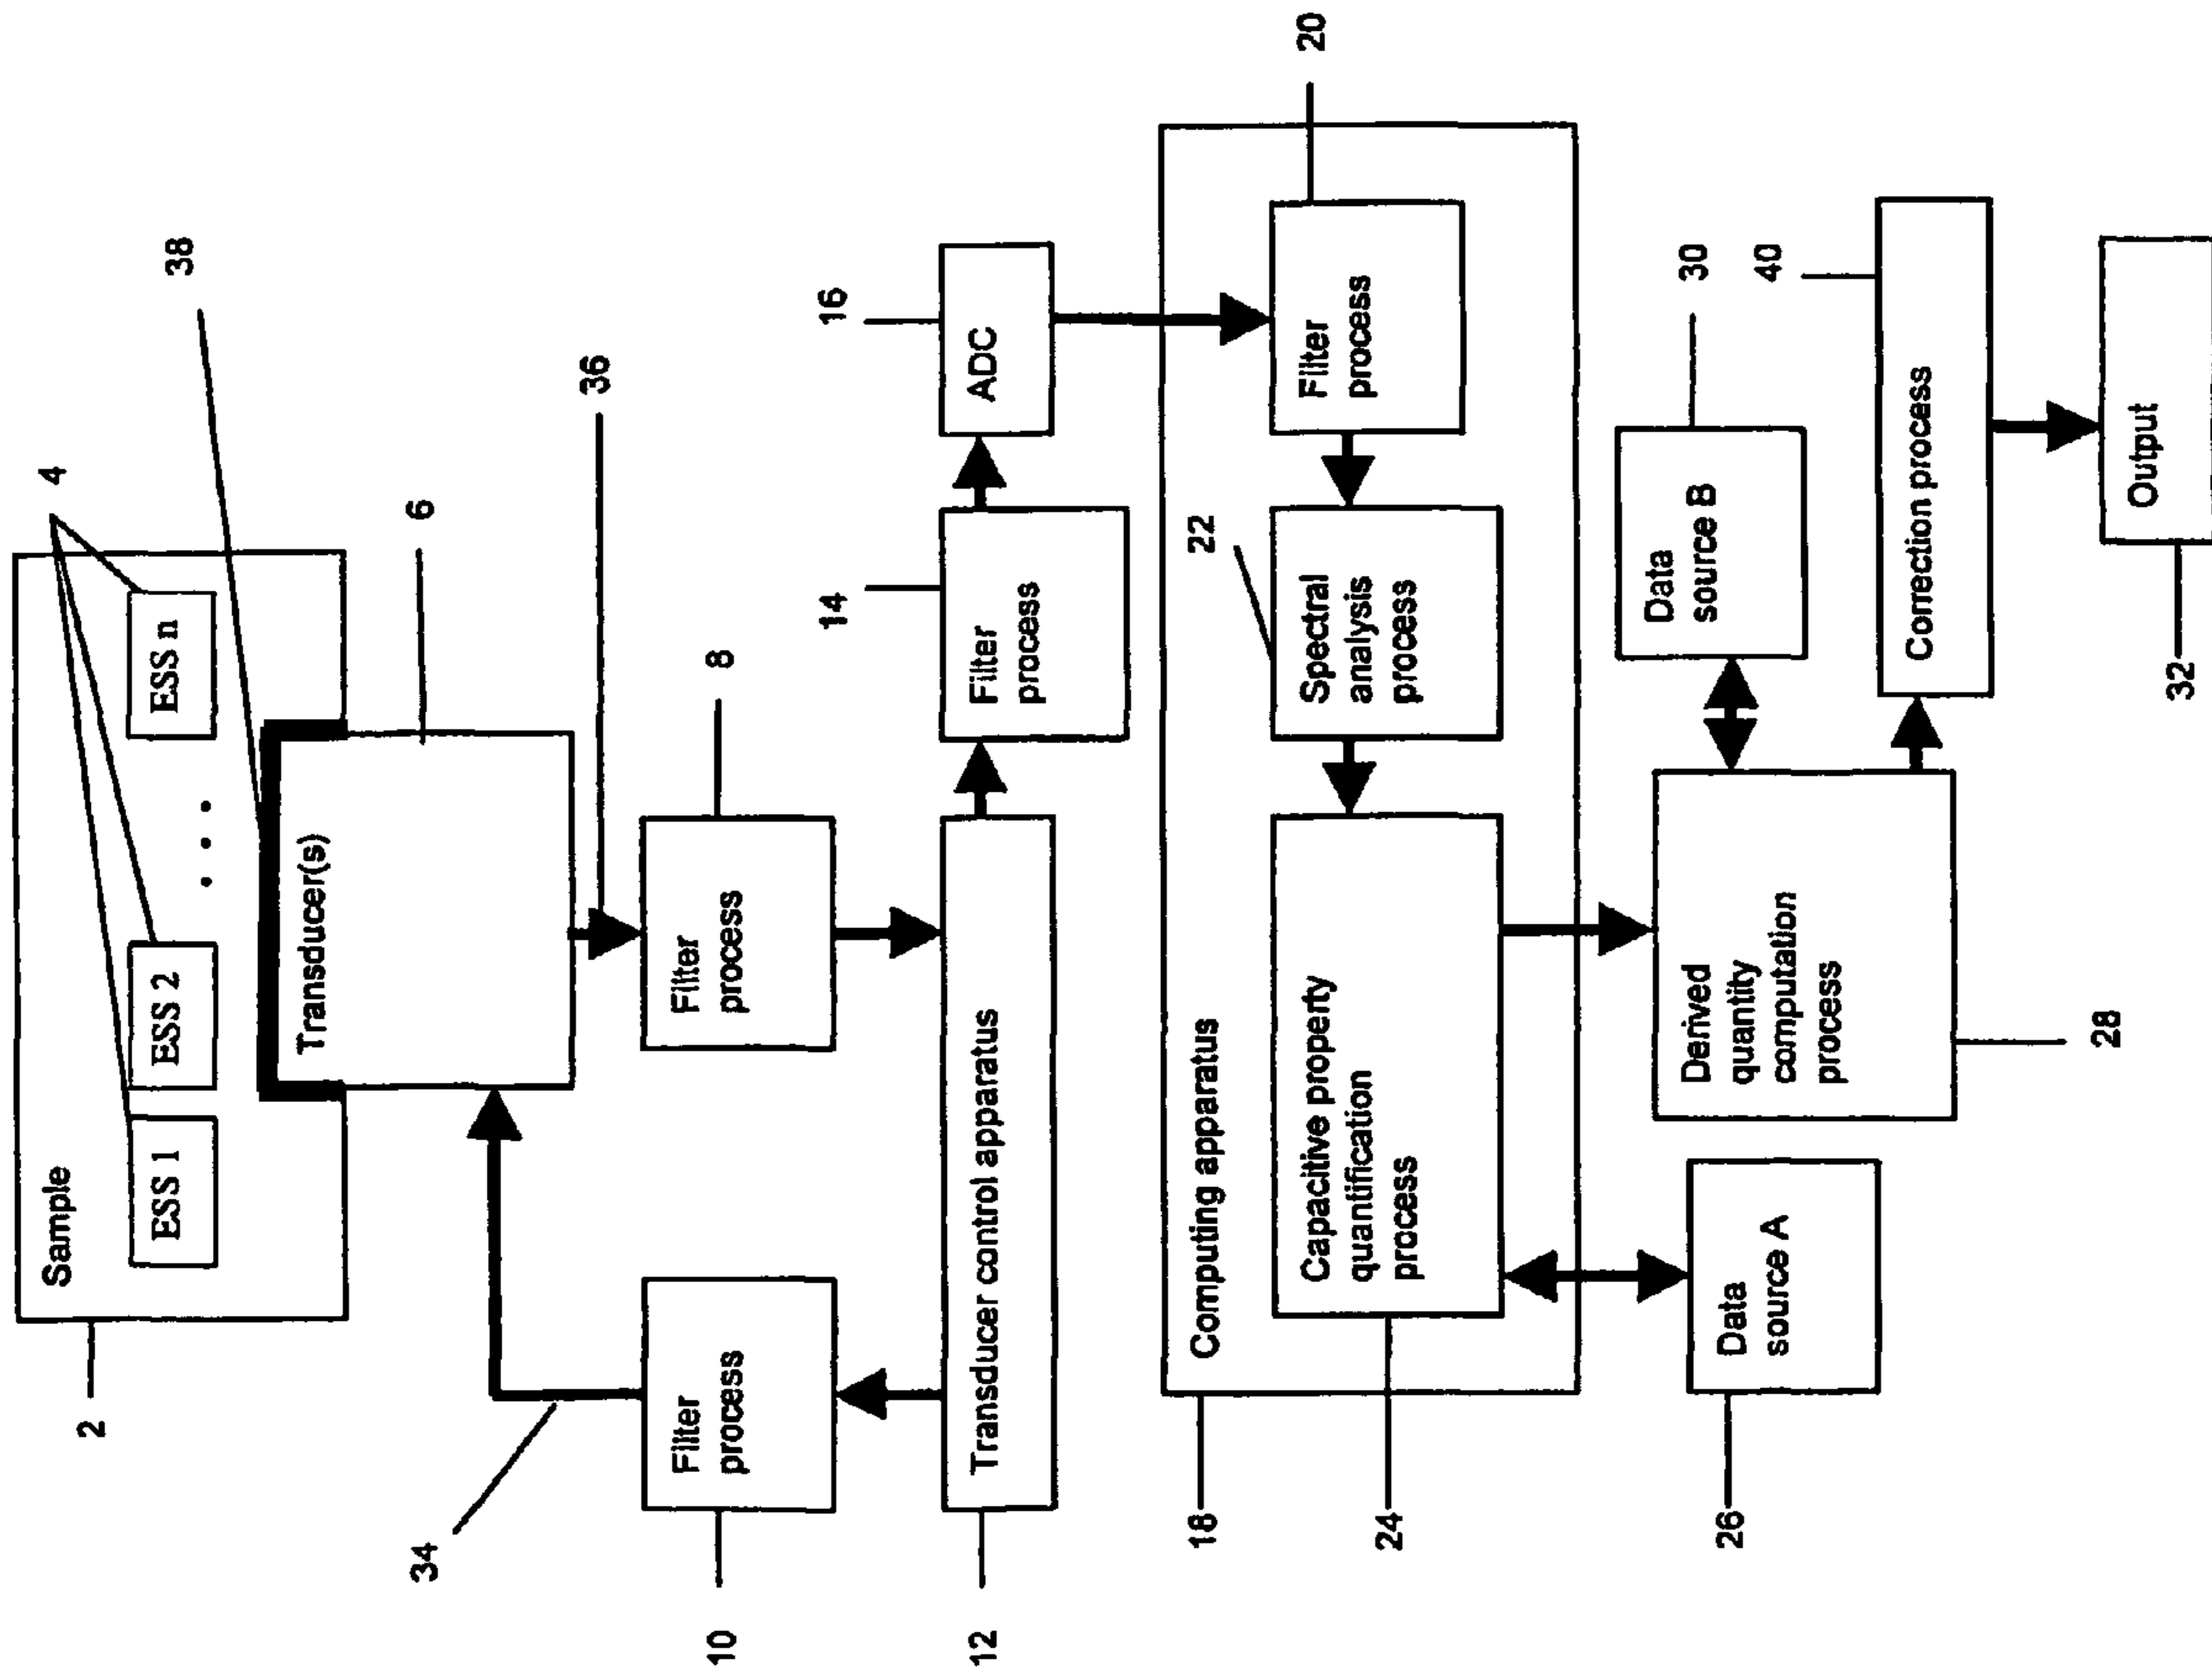 2
Sample
ESS 1
ESS 2
ESS n
4
38
Transducer(s)
6
34
36
10
Filter
process
Filter
process
8
12
Transducer control apparatus
14
Filter
process
16
ADC
18
Computing apparatus
24
Capacitive property
quantification
process
22
Spectral
analysis
process
Filter
process
20
26
Data
source A
Derived
quantity
computation
process
28
Data
source B
30
40
Correction process
32
Output